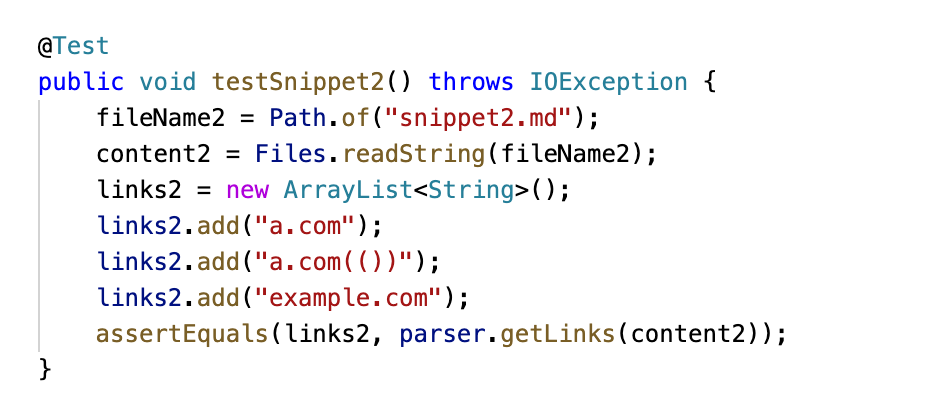 @Test
public void testSnippet2() throws IOException {
    fileName2 = Path.of("snippet2.md");
    content2 = Files.readString(fileName2);
    links2 = new ArrayList<String>();
    links2.add("a.com");
    links2.add("a.com(())");
    links2.add("example.com");
    assertEquals(links2, parser.getLinks(content2));
}